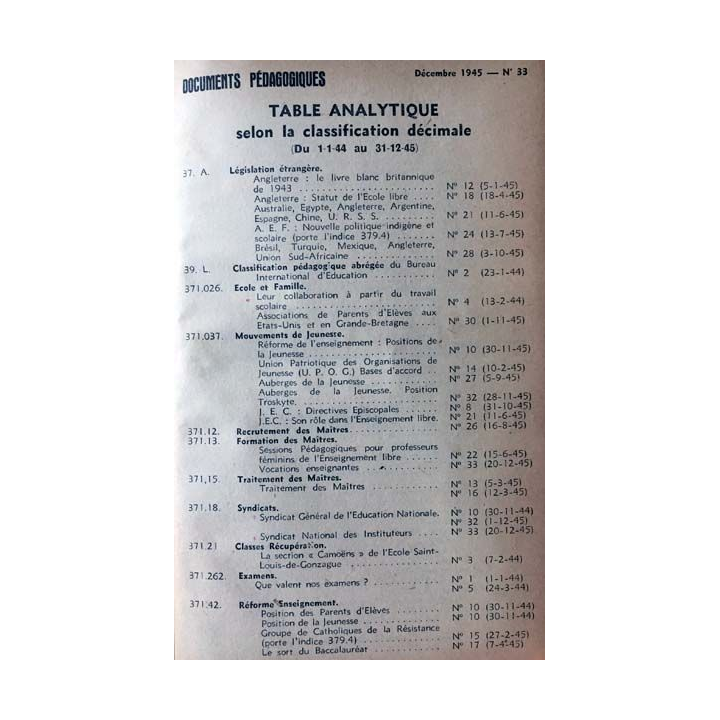 DOCUMENTS PÉDAGOGIQUES Décembre 1945 — N° 33
TABLE ANALYTIQUE
selon la classification décimale
(Du 1-1-44 au 31-12-45)
37. A. Législation étrangère.
Angleterre : le livre blanc britannique
de 1943 ........................ N° 12 (5-1-45)
Angleterre : Statut de l'Ecole libre .... N° 18 (18-4-45)
Australie, Egypte, Angleterre, Argentine,
Espagne, Chine, U. R. S. S. ........ N° 21 (11-6-45)
A. E. F. : Nouvelle politique indigène et
scolaire (porte l'indice 379.4) ....... N° 24 (13-7-45)
Brésil, Turquie, Mexique, Angleterre,
Union Sud-Africaine ............. N° 28 (3-10-45)
39. L. Classification pédagogique abrégée du Bureau
International d'Education .......... N° 2 (23-1-44)
371.026. Ecole et Famille.
Leur collaboration à partir du travail
scolaire ...................... N° 4 (13-2-44)
Associations de Parents d'Elèves aux
Etats-Unis et en Grande-Bretagne .... N° 30 (1-11-45)
371.037. Mouvements de Jeunesse.
Réforme de l'enseignement : Positions de
la Jeunesse .................... N° 10 (30-11-45)
Union Patriotique des Organisations de
Jeunesse (U. P. O. G.) Bases d'accord .. N° 14 (10-2-45)
Auberges de la Jeunesse .......... N° 27 (5-9-45)
Auberges de la Jeunesse. Position
Troskyte. ..................... N° 32 (28-11-45)
J. E. C. : Directives Episcopales ....... N° 8 (31-10-45)
J.E.C. : Son rôle dans l'Enseignement libre. N° 21 (11-6-45)
371.12. Recrutement des Maîtres. ............. N° 26 (16-8-45)
371.13. Formation des Maîtres.
Sessions Pédagogiques pour professeurs
féminins de l'Enseignement libre ...... N° 22 (15-6-45)
Vocations enseignantes ............ N° 33 (20-12-45)
371,15. Traitement des Maîtres.
Traitement des Maîtres ........... N° 13 (5-3-45)
N° 16 (12-3-45)
371.18. Syndicats.
Syndicat Général de l'Education Nationale. N° 10 (30-11-44)
N° 32 (1-12-45)
Syndicat National des Instituteurs .... N° 33 (20-12-45)
371.21 Classes Récupération.
La section « Camoëns » de l'Ecole Saint-
Louis-de-Gonzague ............... N° 3 (7-2-44)
371.262. Examens.
Que valent nos examens ? ........... N° 1 (1-1-44)
N° 5 (24-3-44)
371.42. Réforme Enseignement.
Position des Parents d'Elèves ........ N° 10 (30-11-44)
Position de la Jeunesse ............ N° 10 (30-11-44)
Groupe de Catholiques de la Résistance
(porte l'indice 379.4) ............. N° 15 (27-2-45)
Le sort du Baccalauréat ............ N° 17 (7-4-45)